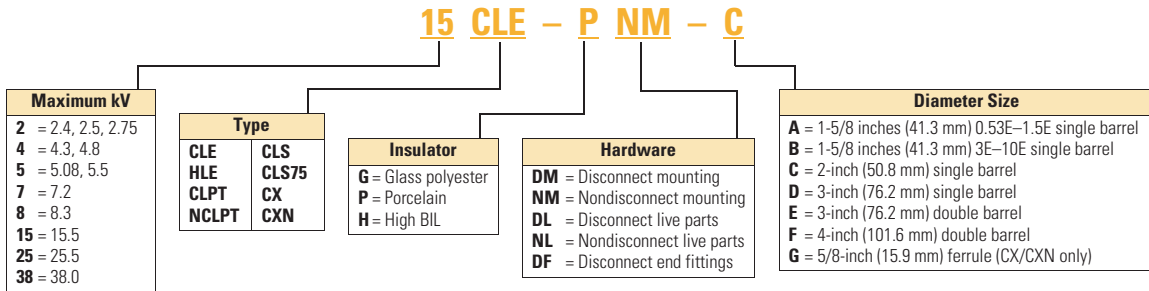 15 CLE – P NM – C
Maximum kV
2 = 2.4, 2.5, 2.75
4 = 4.3, 4.8
5 = 5.08, 5.5
7 = 7.2
8 = 8.3
15 = 15.5
25 = 25.5
38 = 38.0
Type
CLE CLS
HLE CLS75
CLPT CX
NCLPT CXN
Insulator
G = Glass polyester
P = Porcelain
H = High BIL
Hardware
DM = Disconnect mounting
NM = Nondisconnect mounting
DL = Disconnect live parts
NL = Nondisconnect live parts
DF = Disconnect end fittings
Diameter Size
A = 1-5/8 inches (41.3 mm) 0.53E–1.5E single barrel
B = 1-5/8 inches (41.3 mm) 3E–10E single barrel
C = 2-inch (50.8 mm) single barrel
D = 3-inch (76.2 mm) single barrel
E = 3-inch (76.2 mm) double barrel
F = 4-inch (101.6 mm) double barrel
G = 5/8-inch (15.9 mm) ferrule (CX/CXN only)